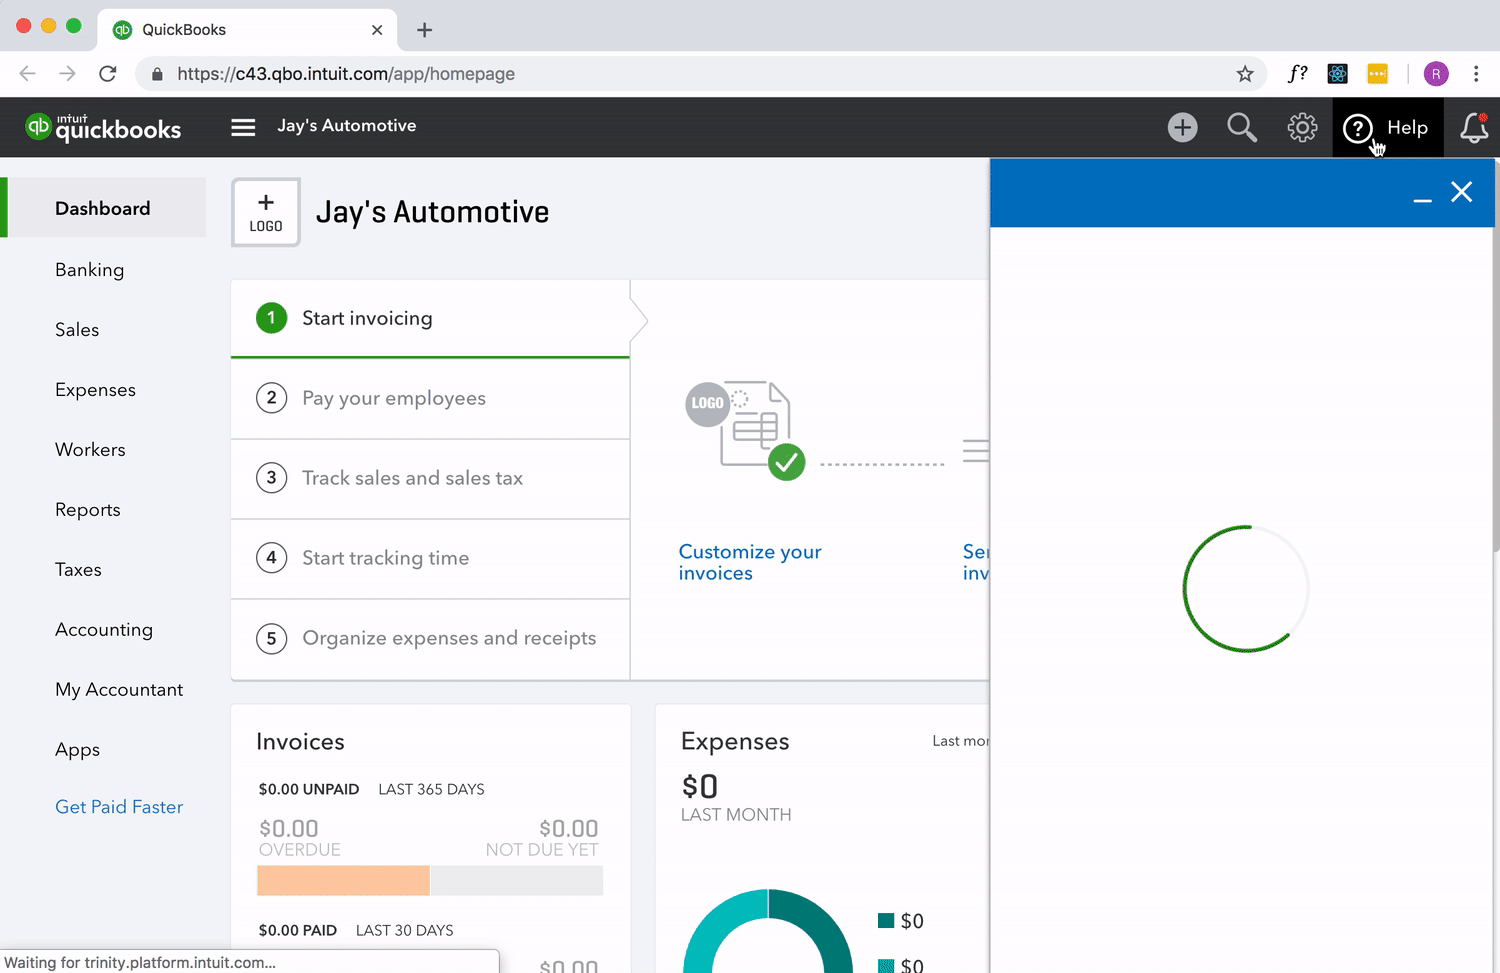 QuickBooks
https://c43.qbo.intuit.com/app/homepage
f?
R
qb intuit quickbooks
Jay's Automotive
? Help
Dashboard
Banking
Sales
Expenses
Workers
Reports
Taxes
Accounting
My Accountant
Apps
Get Paid Faster
+
LOGO
Jay's Automotive
1 Start invoicing
2 Pay your employees
3 Track sales and sales tax
4 Start tracking time
5 Organize expenses and receipts
LOGO
Customize your
invoices
Se
inv
Invoices
$0.00 UNPAID LAST 365 DAYS
$0.00 $0.00
OVERDUE NOT DUE YET
$0.00 PAID LAST 30 DAYS
$0.00
Expenses
Last mo
$0
LAST MONTH
$0
$0
Waiting for trinity.platform.intuit.com...